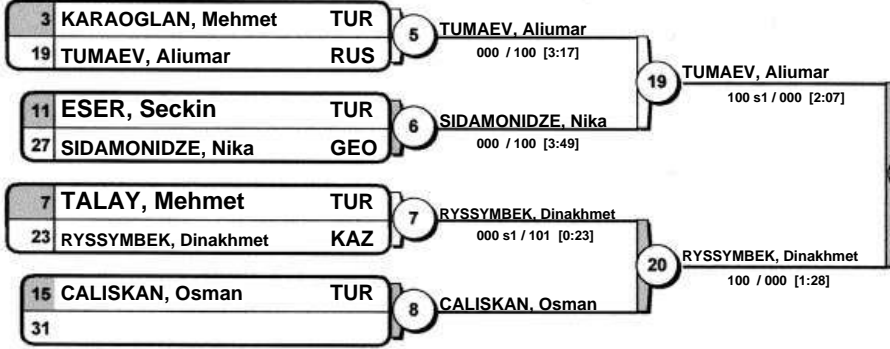 3 KARAOGLAN, Mehmet TUR
19 TUMAEV, Aliumar RUS
5
TUMAEV, Aliumar
000 / 100 [3:17]
11 ESER, Seckin TUR
27 SIDAMONIDZE, Nika GEO
6
SIDAMONIDZE, Nika
000 / 100 [3:49]
19
TUMAEV, Aliumar
100 s1 / 000 [2:07]
7 TALAY, Mehmet TUR
23 RYSSYMBEK, Dinakhmet KAZ
7
RYSSYMBEK, Dinakhmet
000 s1 / 101 [0:23]
15 CALISKAN, Osman TUR
31
8
CALISKAN, Osman
20
RYSSYMBEK, Dinakhmet
100 / 000 [1:28]